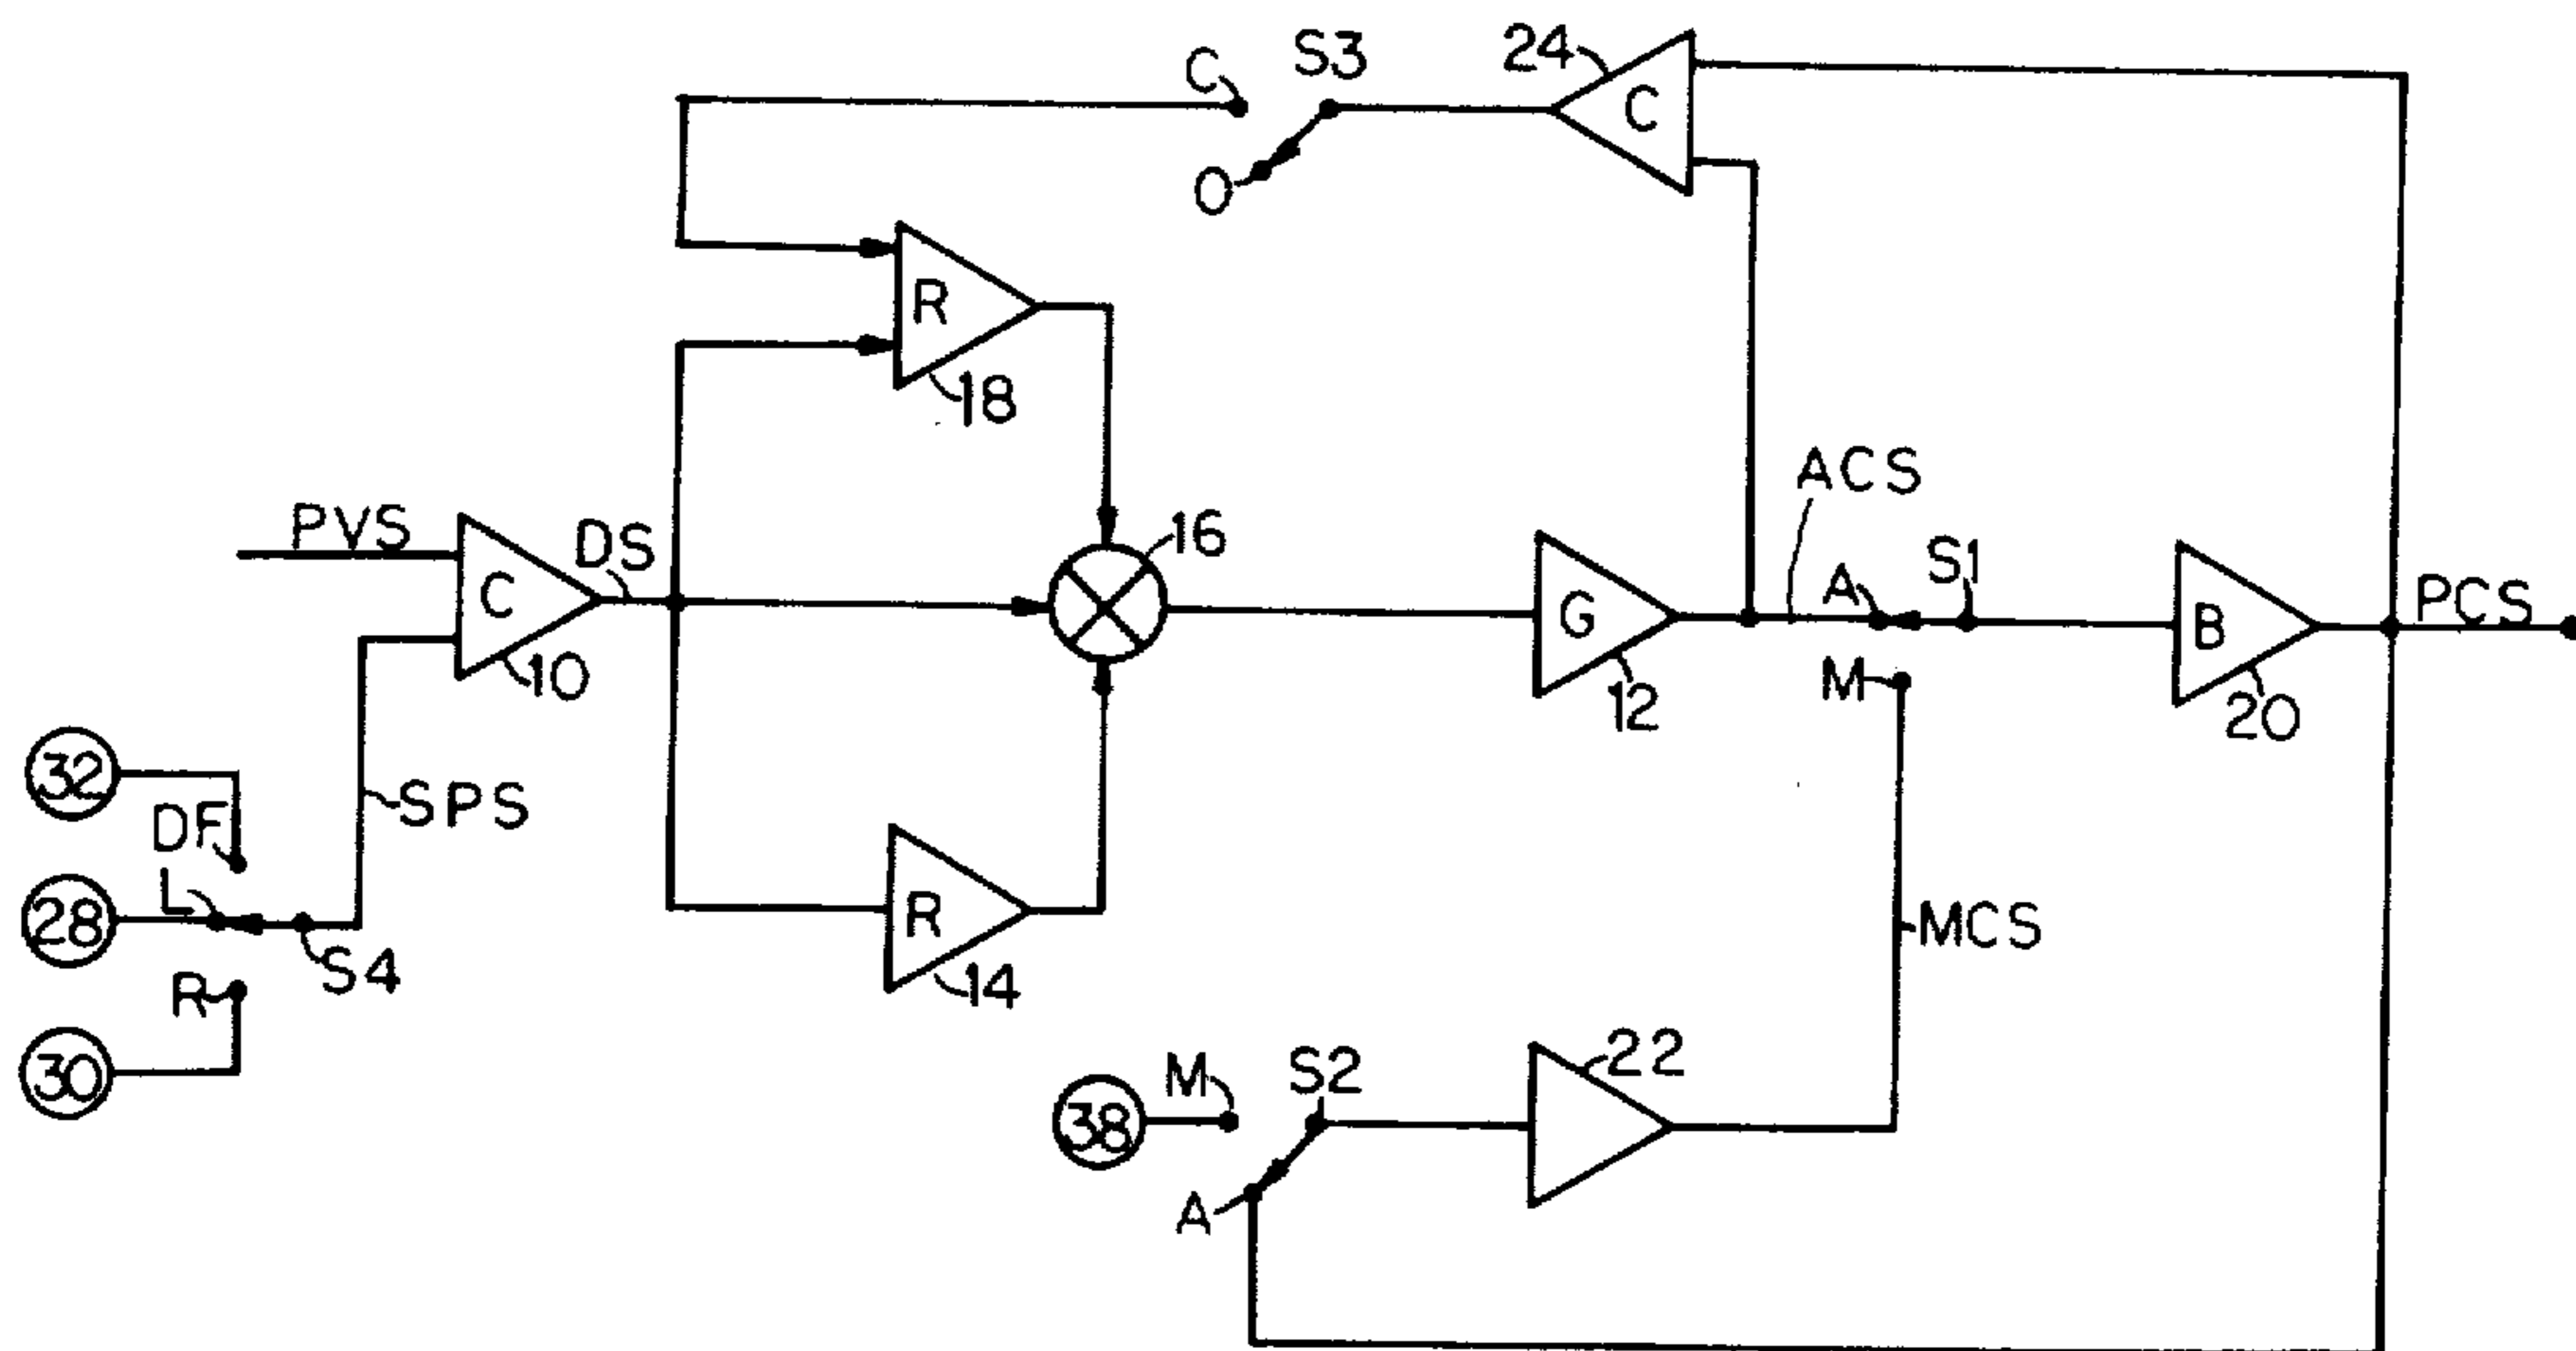 C S3 24 C
O
R
18
ACS
PVS DS 16 S1
C A G B PCS
10 M 12 20
32
DF SPS
L
28 R MCS
S4 14
R
30 M S2 22
38
A